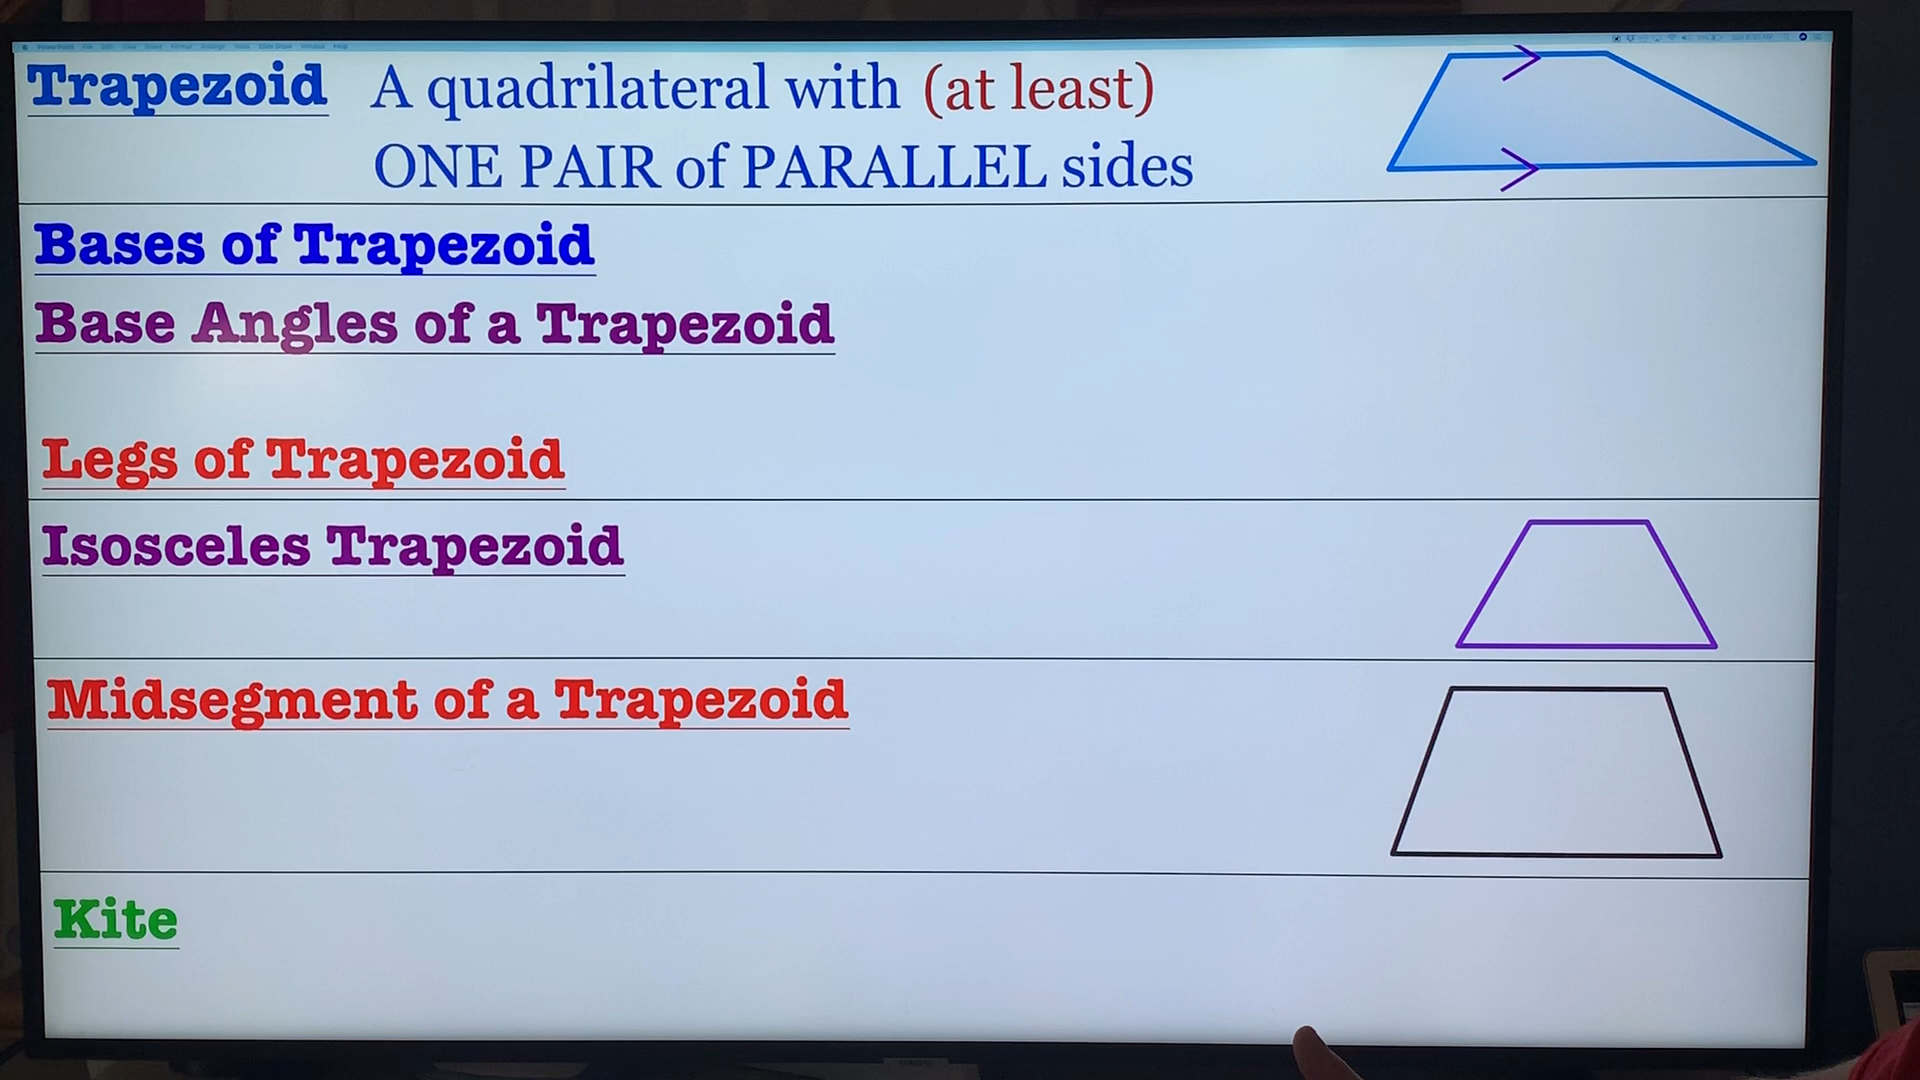 Trapezoid A quadrilateral with (at least)
ONE PAIR of PARALLEL sides
Bases of Trapezoid
Base Angles of a Trapezoid
Legs of Trapezoid
Isosceles Trapezoid
Midsegment of a Trapezoid
Kite